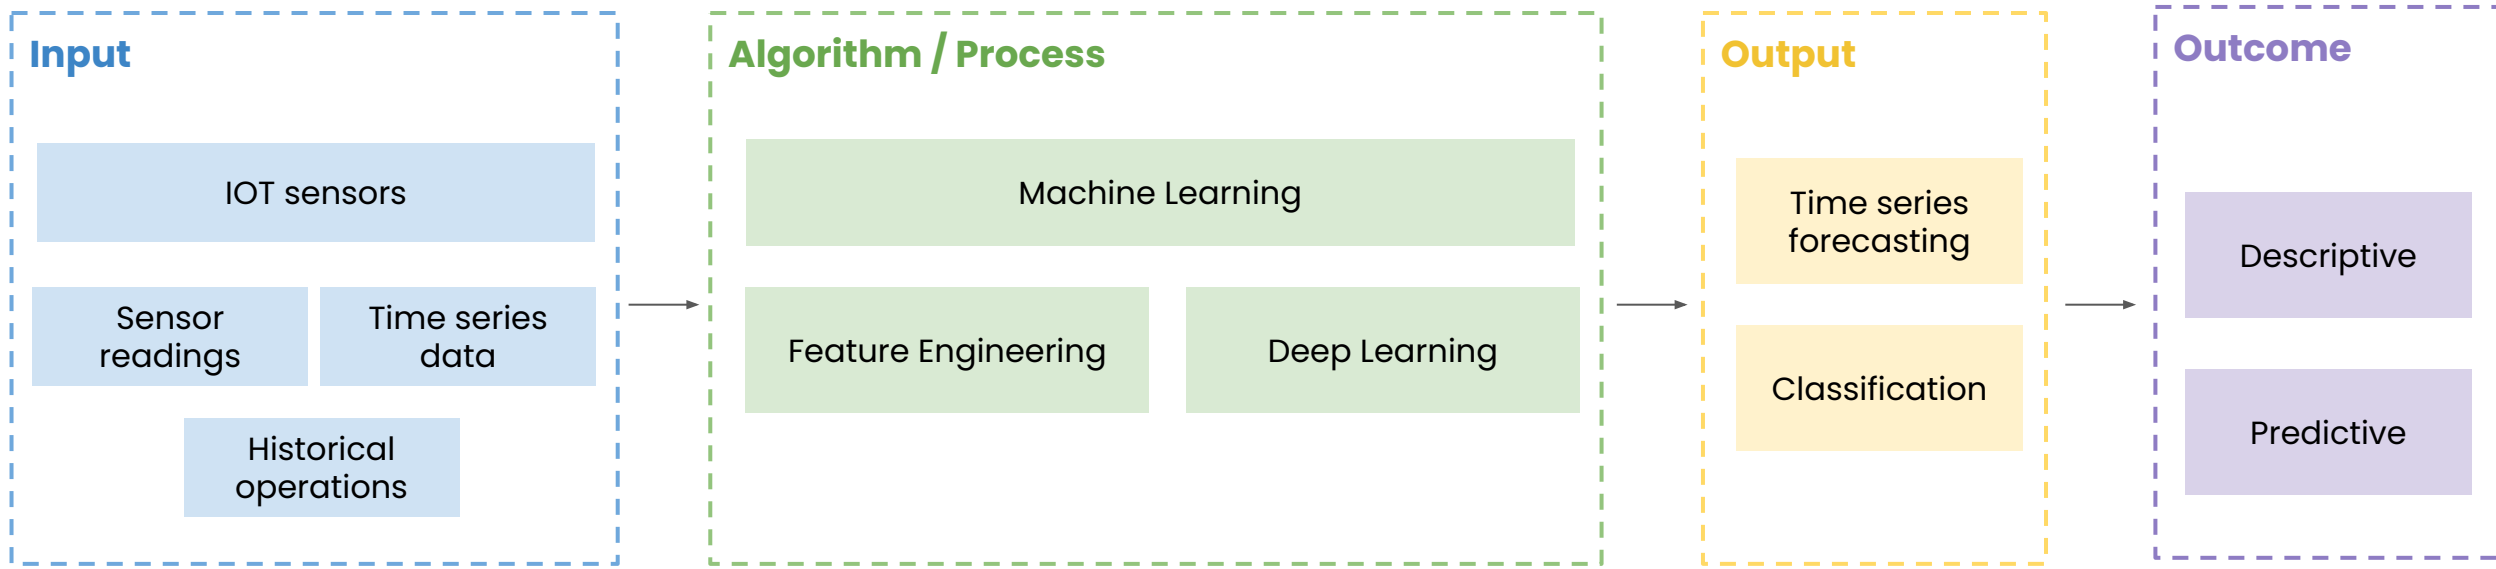 Input
IOT sensors
Sensor
readings
Time series
data
Historical
operations
Algorithm / Process
Machine Learning
Feature Engineering
Deep Learning
Output
Time series
forecasting
Classification
Outcome
Descriptive
Predictive